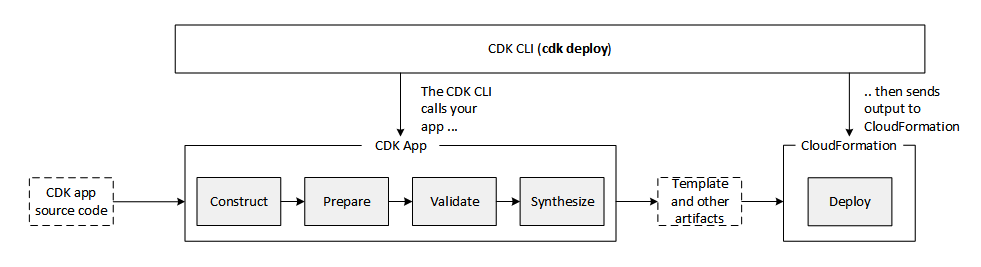 CDK CLI (cdk deploy)
The CDK CLI
calls your
app ...
.. then sends
output to
CloudFormation
CDK App
CloudFormation
CDK app
source code
Construct
Prepare
Validate
Synthesize
Template
and other
artifacts
Deploy